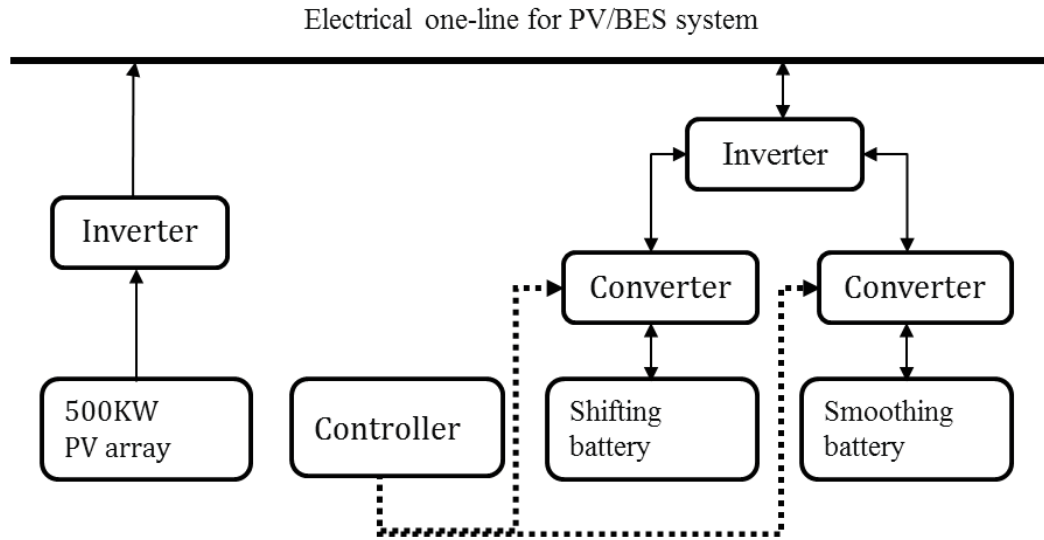 Electrical one-line for PV/BES system
Inverter
Inverter
Converter
Converter
500KW
PV array
Controller
Shifting
battery
Smoothing
battery